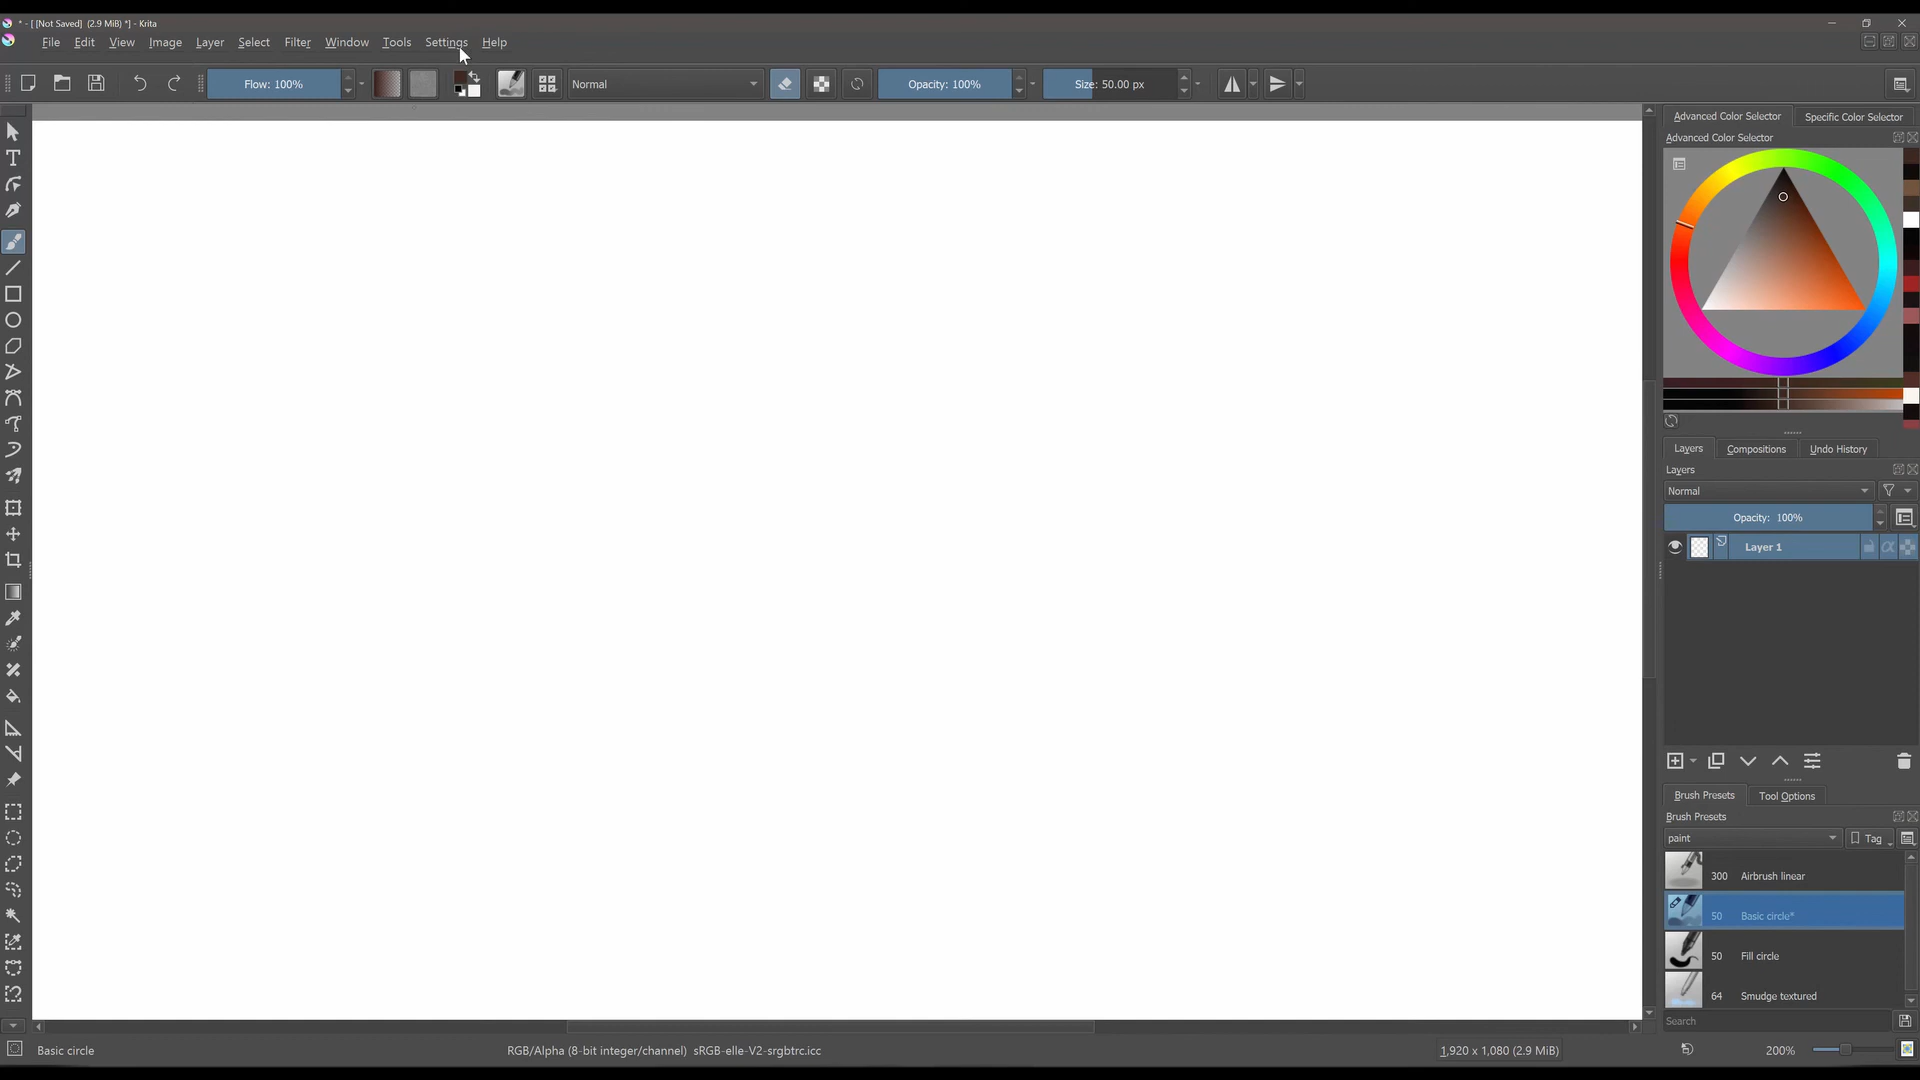 * - [ [Not Saved]  (2.9 MiB) *] - Krita
File Edit View Image Layer Select Filter Window Tools Settings Help
Flow: 100% Normal Opacity: 100% Size: 50.00 px
Advanced Color Selector Specific Color Selector
Advanced Color Selector
Layers Compositions Undo History
Layers
Normal
Opacity:  100%
Layer 1
Brush Presets Tool Options
Brush Presets
paint Tag
300 Airbrush linear
50 Basic circle*
50 Fill circle
64 Smudge textured
Search
Basic circle RGB/Alpha (8-bit integer/channel)  sRGB-elle-V2-srgbtrc.icc 1,920 x 1,080 (2.9 MiB) 200%